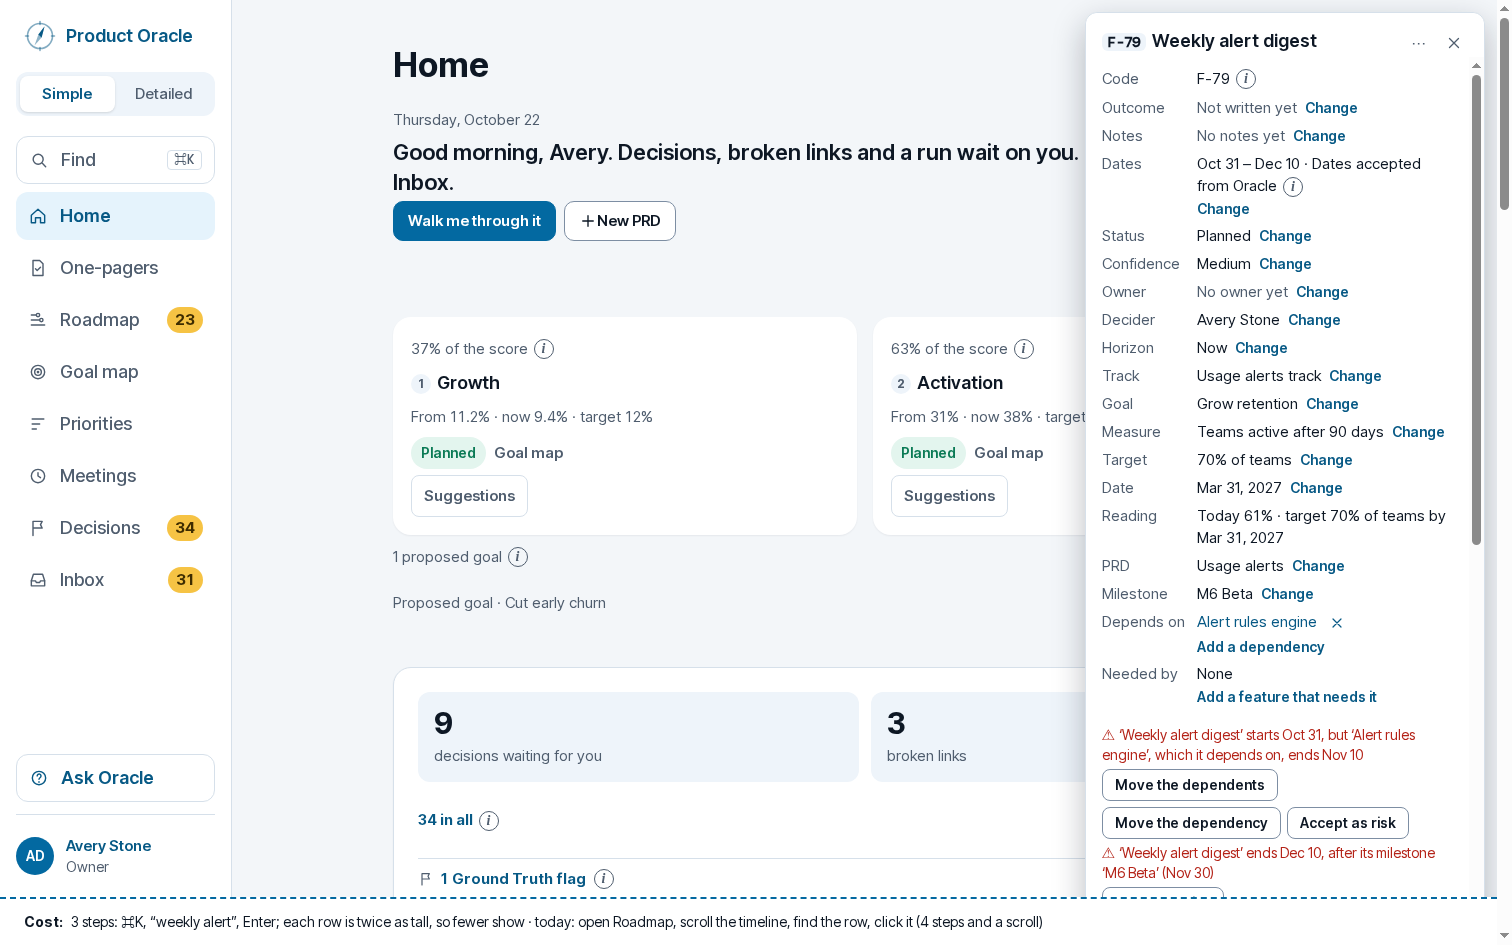 Product Oracle
Simple
Detailed
Find
⌘K
Home
One-pagers
Roadmap
23
Goal map
Priorities
Meetings
Decisions
34
Inbox
31
Ask Oracle
AD
Avery Stone
Owner
Home
Thursday, October 22
Good morning, Avery. Decisions, broken links and a run wait on you.
Inbox.
Walk me through it
New PRD
37% of the score
1 Growth
From 11.2% · now 9.4% · target 12%
Planned
Goal map
Suggestions
63% of the score
2 Activation
From 31% · now 38% · target
Planned
Goal map
Suggestions
1 proposed goal
Proposed goal · Cut early churn
9
decisions waiting for you
3
broken links
34 in all
1 Ground Truth flag
F-79 Weekly alert digest
Code F-79
Outcome Not written yet Change
Notes No notes yet Change
Dates Oct 31 – Dec 10 · Dates accepted
from Oracle
Change
Status Planned Change
Confidence Medium Change
Owner No owner yet Change
Decider Avery Stone Change
Horizon Now Change
Track Usage alerts track Change
Goal Grow retention Change
Measure Teams active after 90 days Change
Target 70% of teams Change
Date Mar 31, 2027 Change
Reading Today 61% · target 70% of teams by
Mar 31, 2027
PRD Usage alerts Change
Milestone M6 Beta Change
Depends on Alert rules engine
Add a dependency
Needed by None
Add a feature that needs it
⚠ ‘Weekly alert digest’ starts Oct 31, but ‘Alert rules
engine’, which it depends on, ends Nov 10
Move the dependents
Move the dependency
Accept as risk
⚠ ‘Weekly alert digest’ ends Dec 10, after its milestone
‘M6 Beta’ (Nov 30)
Cost: 3 steps: ⌘K, “weekly alert”, Enter; each row is twice as tall, so fewer show · today: open Roadmap, scroll the timeline, find the row, click it (4 steps and a scroll)